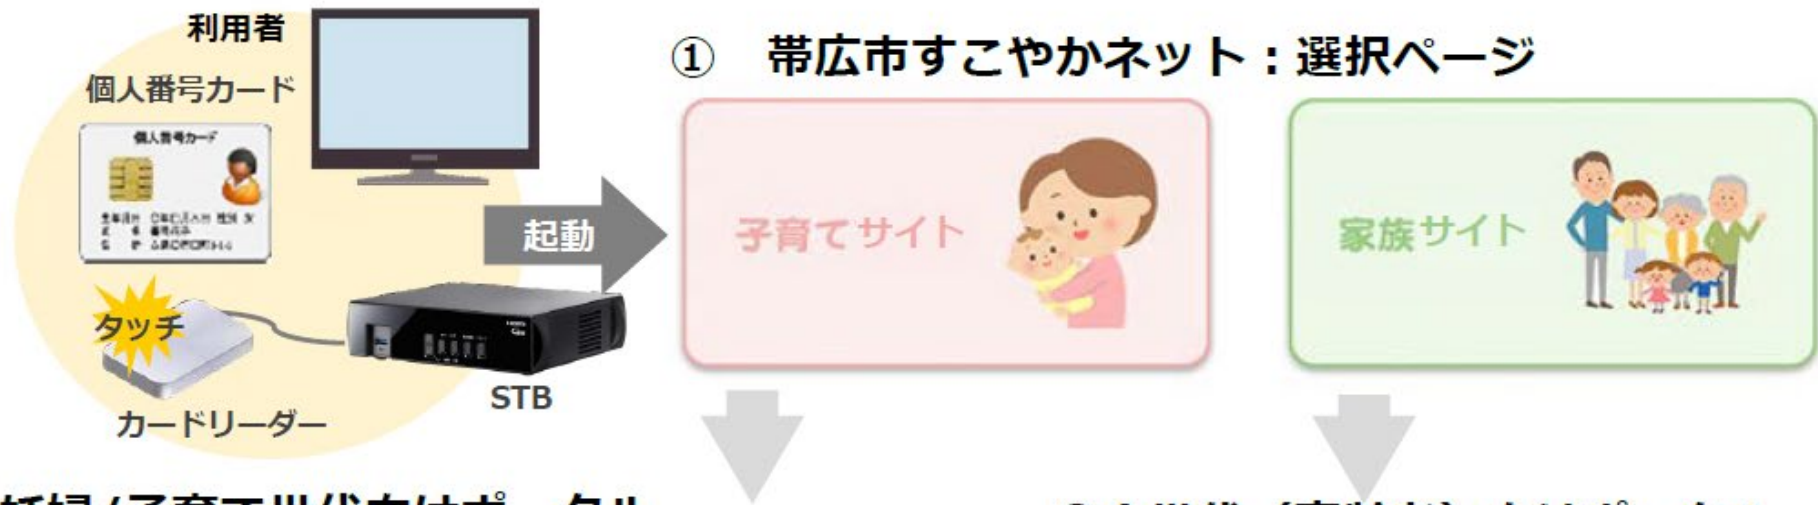 利用者
個人番号カード
個人番号カード
タッチ
カードリーダー
STB
起動
① 帯広市すこやかネット：選択ページ
子育てサイト
家族サイト